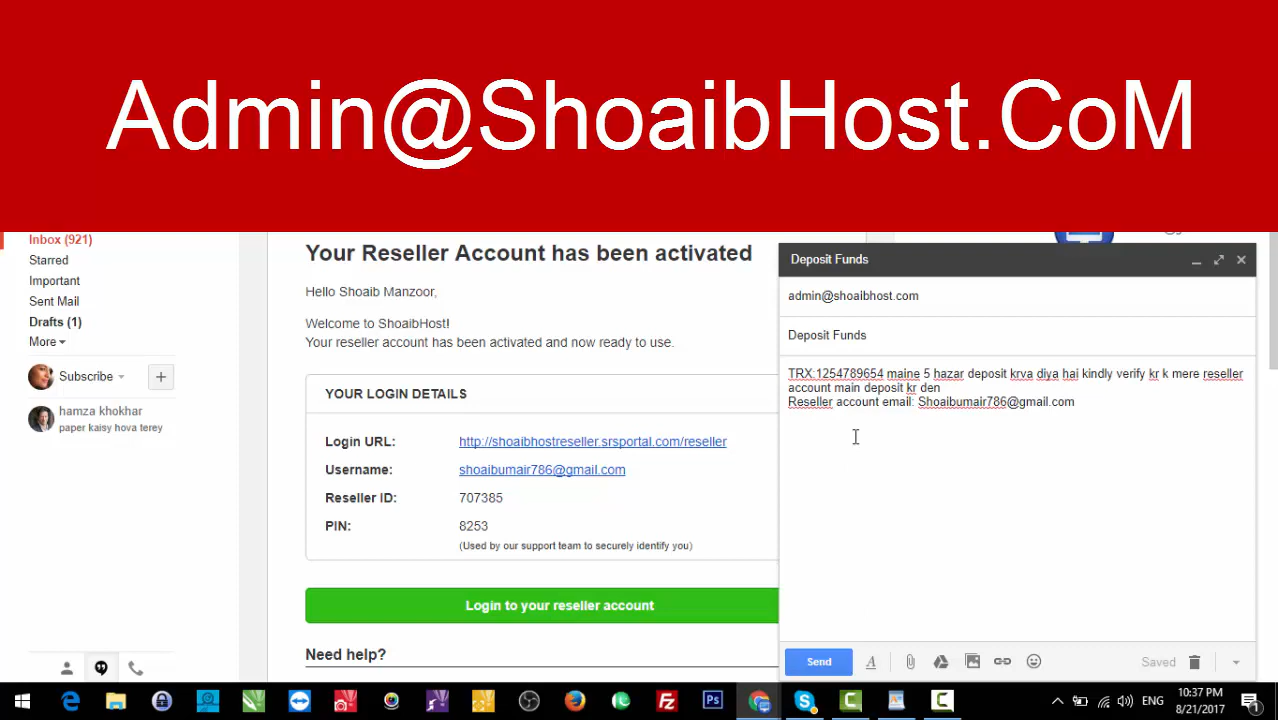 Admin@ShoaibHost.CoM
Inbox (921)
Starred
Important
Sent Mail
Drafts (1)
More
Subscribe
hamza khokhar
paper kaisy hova terey
Your Reseller Account has been activated
Hello Shoaib Manzoor,
Welcome to ShoaibHost!
Your reseller account has been activated and now ready to use.
YOUR LOGIN DETAILS
Login URL: http://shoaibhostreseller.srsportal.com/reseller
Username: shoaibumair786@gmail.com
Reseller ID: 707385
PIN: 8253
(Used by our support team to securely identify you)
Login to your reseller account
Need help?
Deposit Funds
admin@shoaibhost.com
Deposit Funds
TRX:1254789654 maine 5 hazar deposit krva diya hai kindly verify kr k mere reseller
account main deposit kr den
Reseller account email: Shoaibumair786@gmail.com
Send
Saved
Ps
Fz
ENG
10:37 PM
8/21/2017